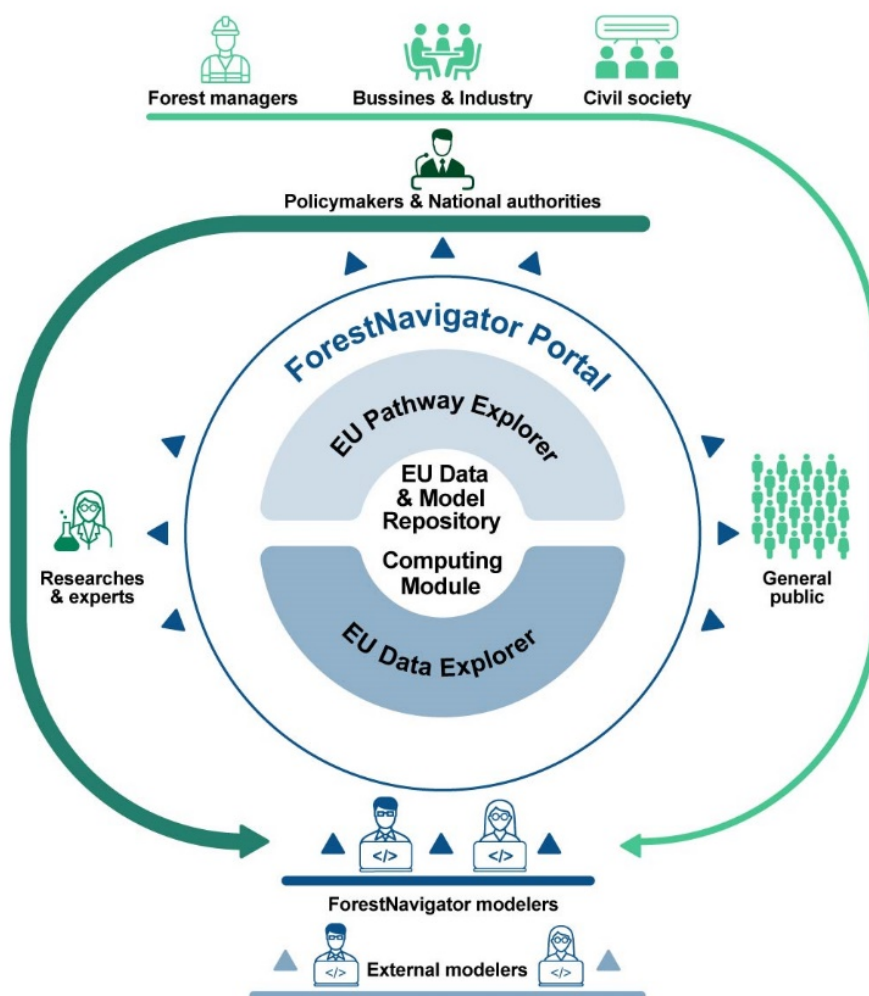 Forest managers
Bussines & Industry
Civil society
Policymakers & National authorities
ForestNavigator Portal
EU Pathway Explorer
EU Data
& Model
Repository
Computing
Module
EU Data Explorer
Researches
& experts
General
public
</>
</>
ForestNavigator modelers
</>
External modelers
</>